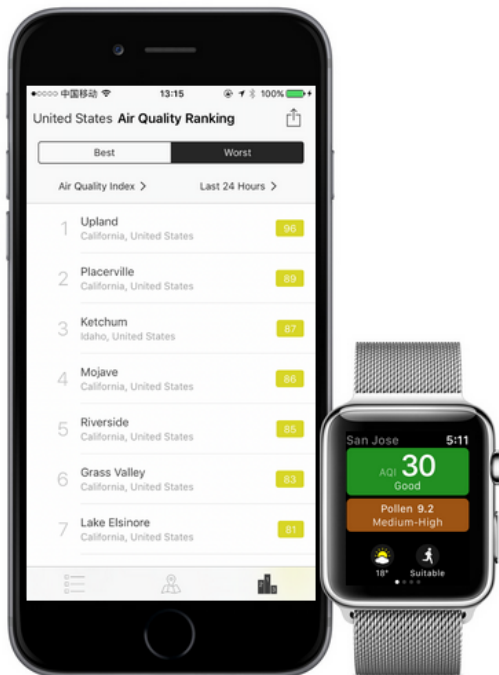 中国移动 13:15 100%
United States Air Quality Ranking
Best Worst
Air Quality Index > Last 24 Hours >
1 Upland 96
California, United States
2 Placerville 89
California, United States
3 Ketchum 87
Idaho, United States
4 Mojave 86
California, United States
5 Riverside 85
California, United States
6 Grass Valley 83
California, United States
7 Lake Elsinore 81
California, United States
San Jose 5:11
AQI 30
Good
Pollen 9.2
Medium-High
18° Suitable